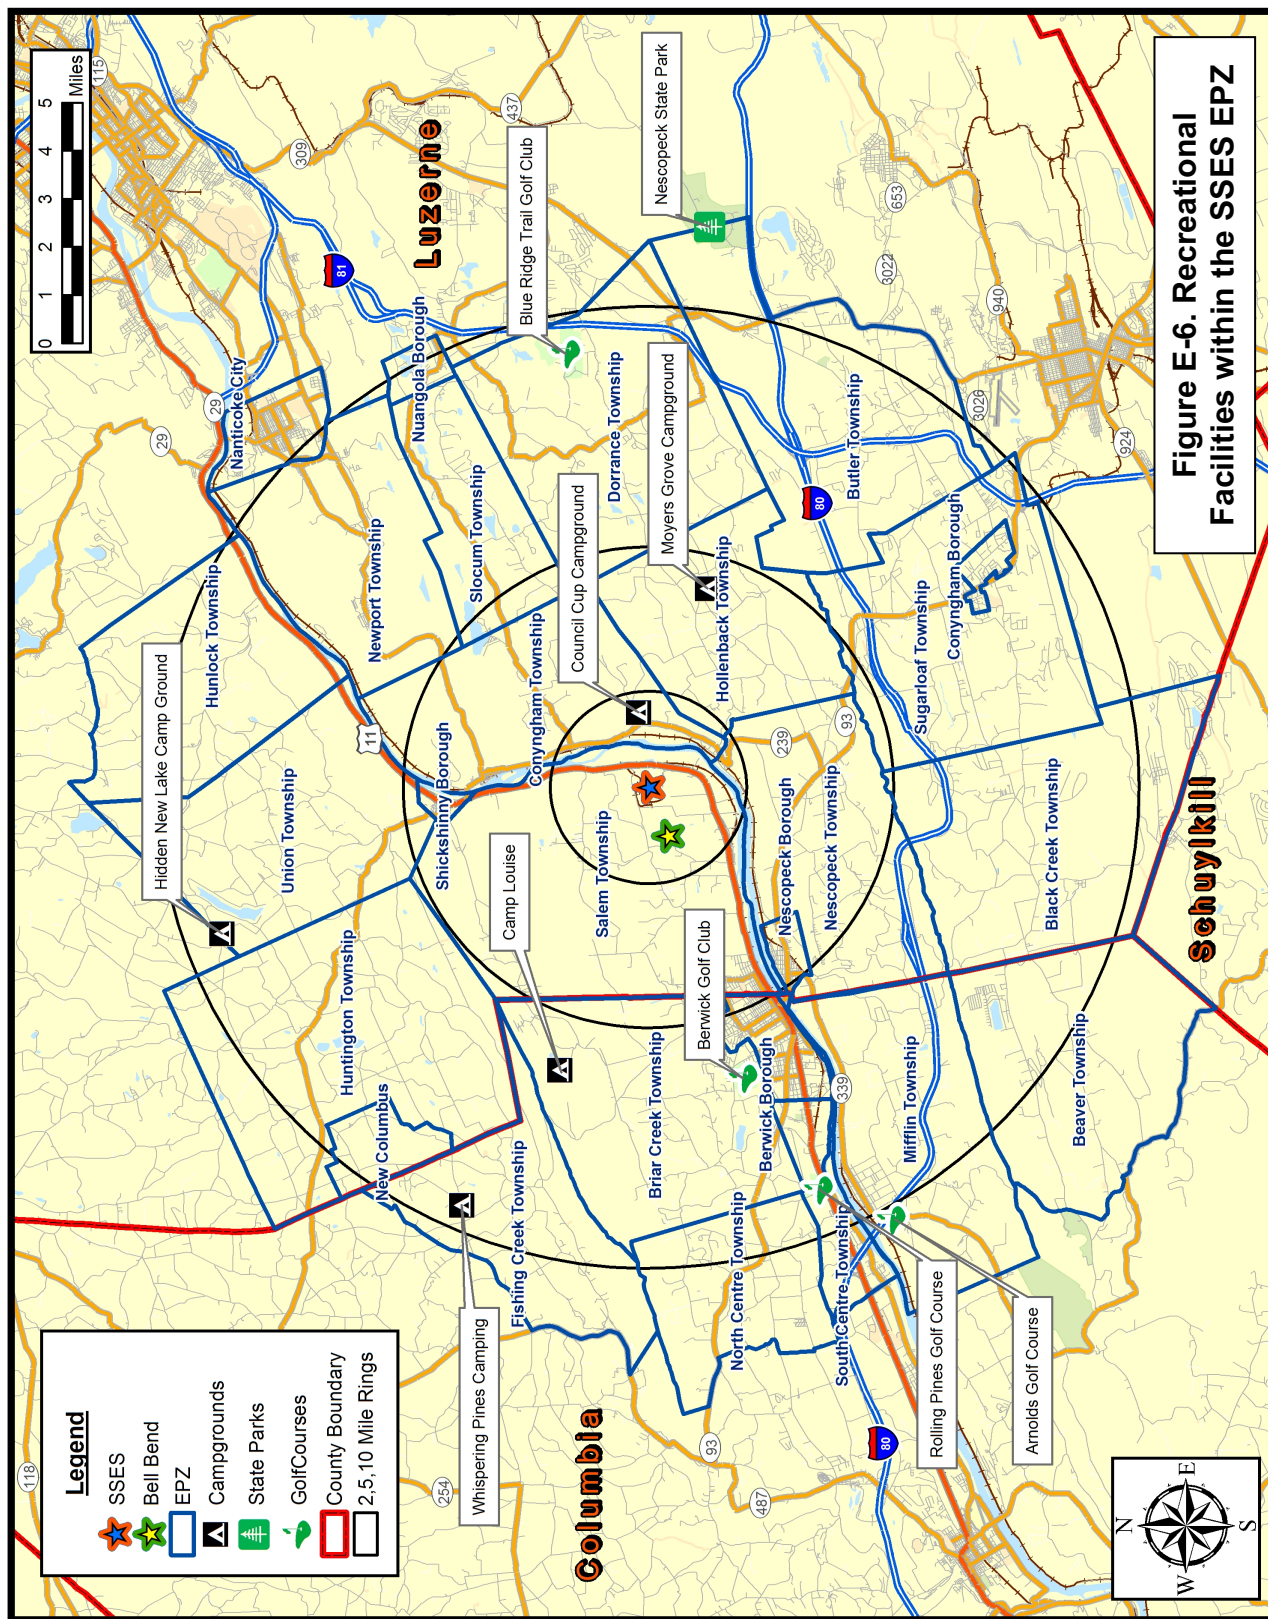 Figure E-6. Recreational
Facilities within the SSES EPZ
Legend
SSES
Bell Bend
EPZ
Campgrounds
State Parks
GolfCourses
County Boundary
2,5,10 Mile Rings
0 1 2 3 4 5
Miles
N
W E
S
Luzerne
Columbia
Schuylkill
Hidden New Lake Camp Ground
Whispering Pines Camping
Camp Louise
Council Cup Campground
Moyers Grove Campground
Blue Ridge Trail Golf Club
Nescopeck State Park
Berwick Golf Club
Rolling Pines Golf Course
Arnolds Golf Course
Nanticoke City
Hunlock Township
Newport Township
Nuangola Borough
Slocum Township
Dorrance Township
Union Township
Shickshinny Borough
Conyngham Township
Hollenback Township
Butler Township
Huntington Township
New Columbus
Salem Township
Nescopeck Borough
Nescopeck Township
Sugarloaf Township
Conyngham Borough
Black Creek Township
Fishing Creek Township
Briar Creek Township
Berwick Borough
North Centre Township
South Centre Township
Mifflin Township
Beaver Township
115
309
437
81
29
29
11
118
254
93
487
80
339
239
93
80
653
3022
940
3026
924